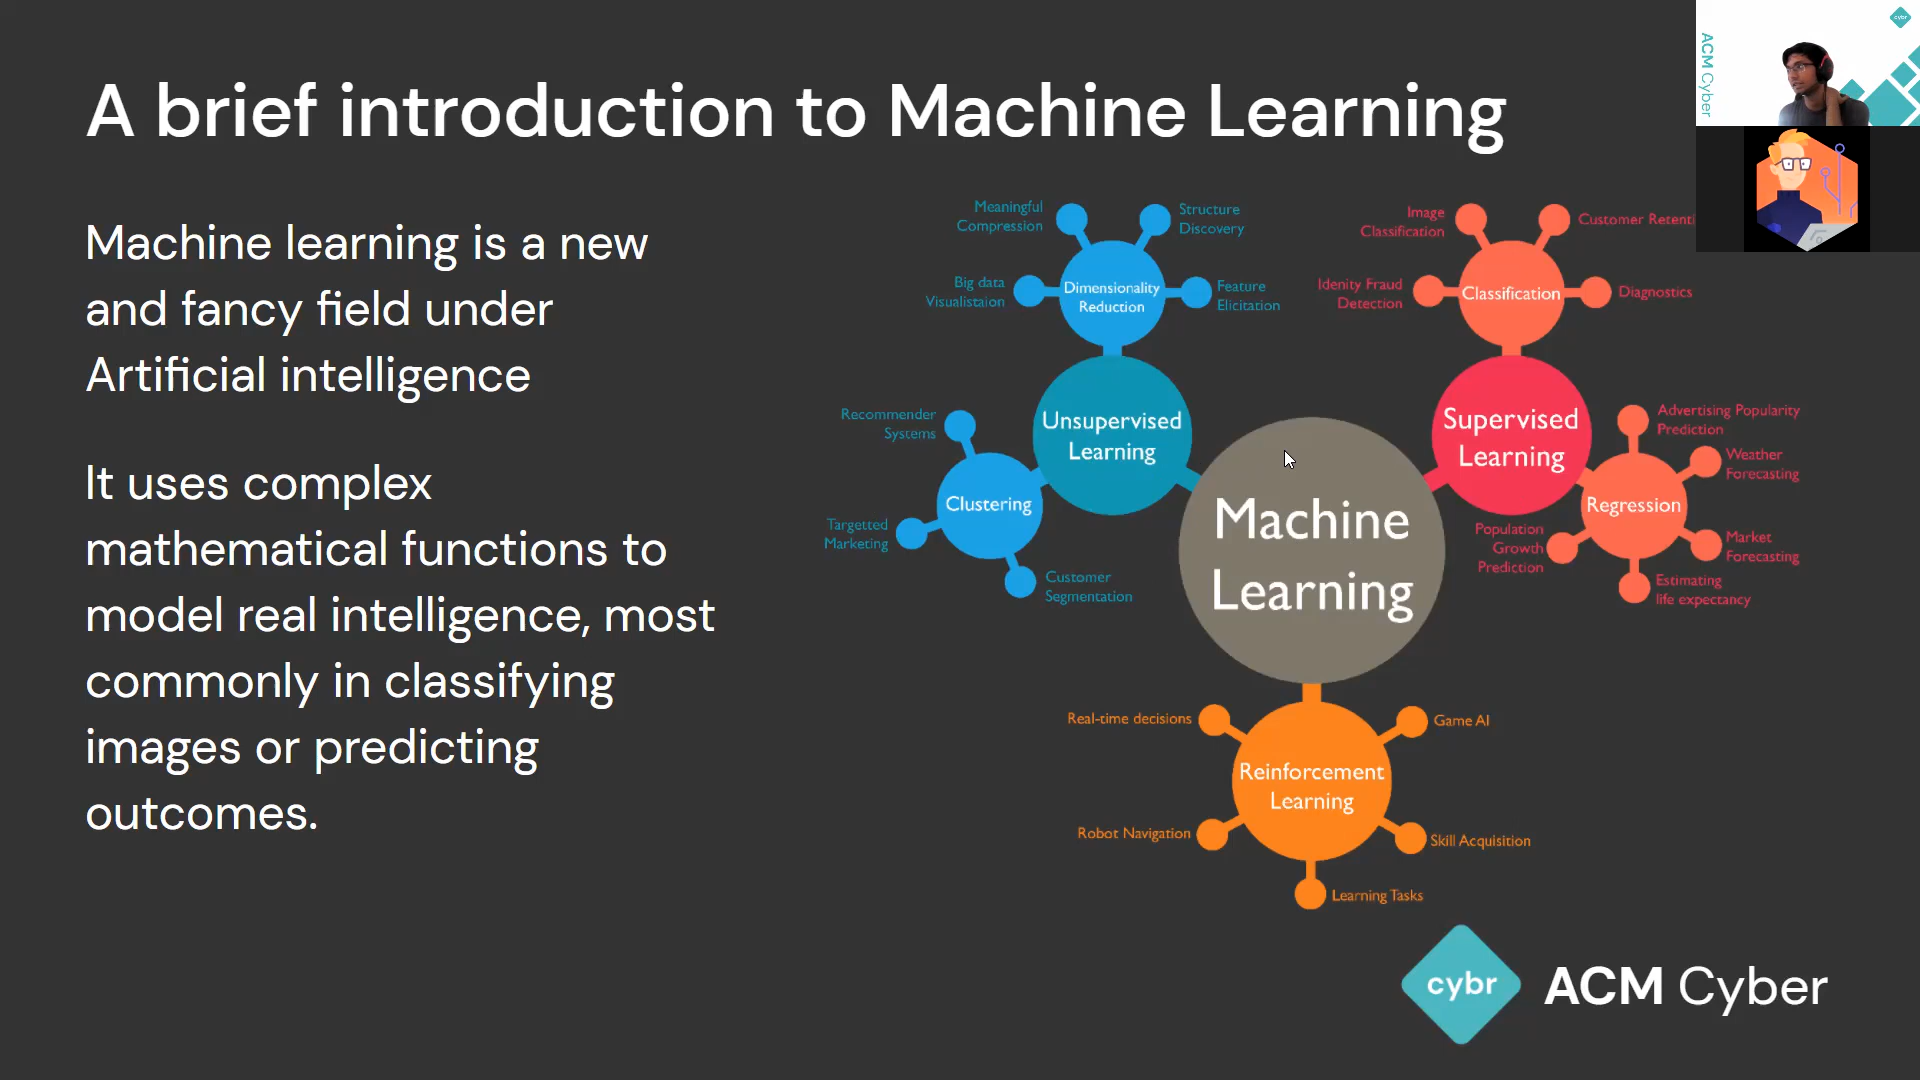 A brief introduction to Machine Learning
Machine learning is a new
and fancy field under
Artificial intelligence
It uses complex
mathematical functions to
model real intelligence, most
commonly in classifying
images or predicting
outcomes.
Meaningful
Compression
Structure
Discovery
Big data
Visualistaion
Dimensionality
Reduction
Feature
Elicitation
Unsupervised
Learning
Recommender
Systems
Clustering
Targetted
Marketing
Customer
Segmentation
Image
Classification
Customer Retenti
Idenity Fraud
Detection
Classification
Diagnostics
Supervised
Learning
Advertising Popularity
Prediction
Weather
Forecasting
Regression
Population
Growth
Prediction
Market
Forecasting
Estimating
life expectancy
Machine
Learning
Real-time decisions
Game AI
Reinforcement
Learning
Robot Navigation
Skill Acquisition
Learning Tasks
cybr
ACM Cyber
ACM Cyber
cybr